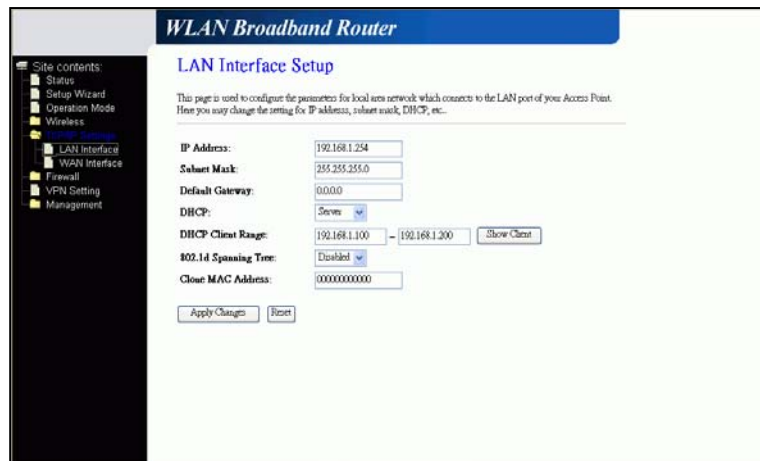 WLAN Broadband Router
Site contents:
Status
Setup Wizard
Operation Mode
Wireless
TCP/IP Settings
LAN Interface
WAN Interface
Firewall
VPN Setting
Management
LAN Interface Setup
This page is used to configure the parameters for local area network which connects to the LAN port of your Access Point.
Here you may change the setting for IP addresss, subnet mask, DHCP, etc..
IP Address: 192.168.1.254
Subnet Mask: 255.255.255.0
Default Gateway: 0.0.0.0
DHCP: Server
DHCP Client Range: 192.168.1.100 – 192.168.1.200 Show Client
802.1d Spanning Tree: Disabled
Clone MAC Address: 000000000000
Apply Changes Reset